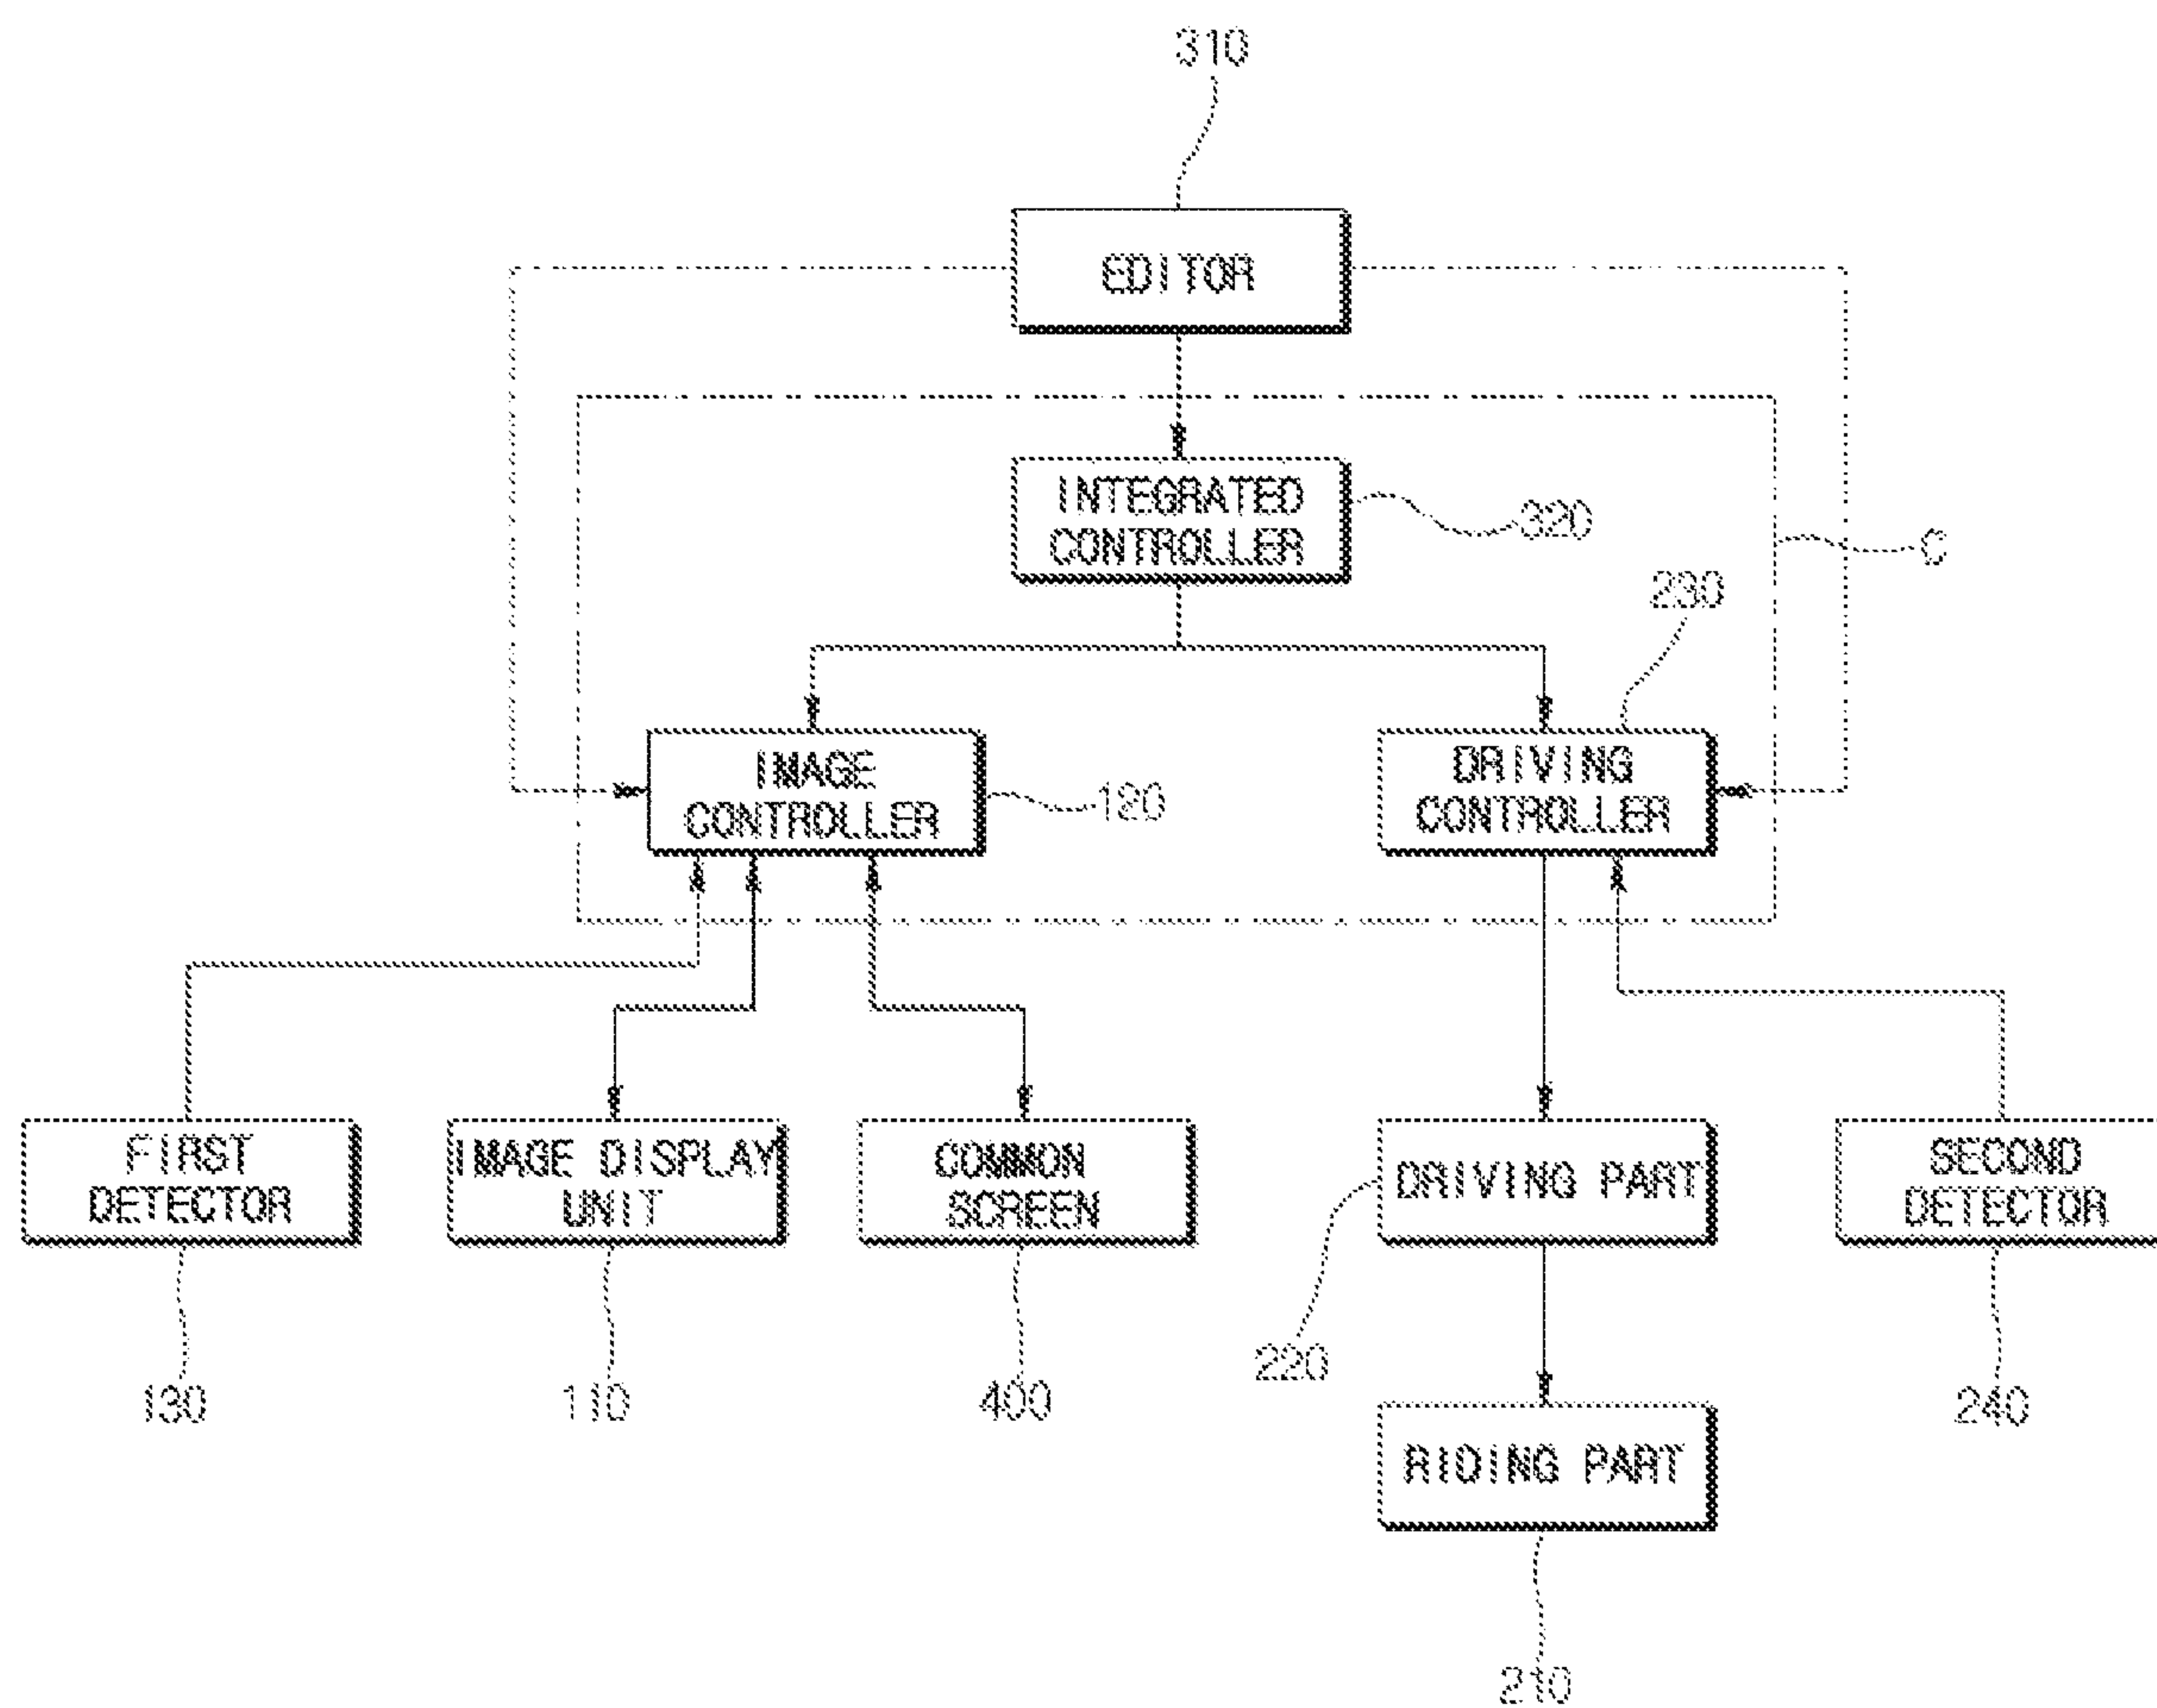 310
EDITOR
INTEGRATED
CONTROLLER
320
C
230
IMAGE
CONTROLLER
120
DRIVING
CONTROLLER
FIRST
DETECTOR
IMAGE DISPLAY
UNIT
COMMON
SCREEN
DRIVING PART
SECOND
DETECTOR
220
130
110
400
240
RIDING PART
210